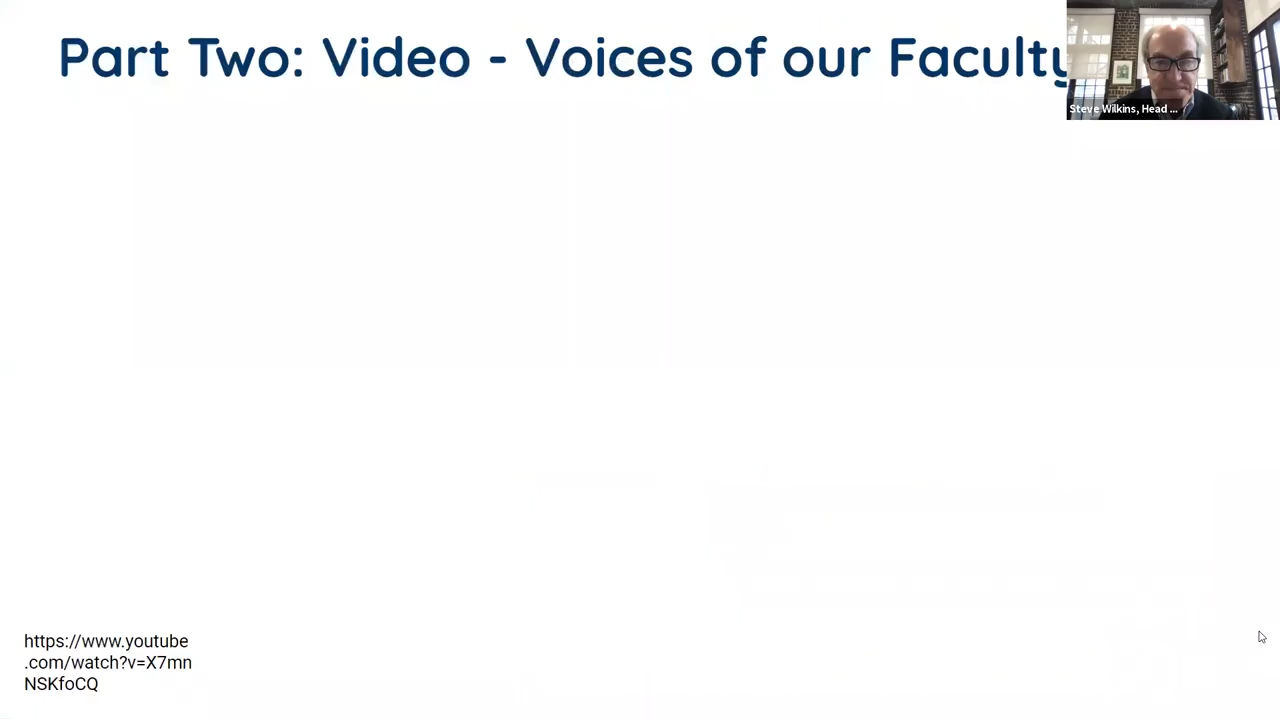 Part Two: Video - Voices of our Faculty
Steve Wilkins, Head ...
https://www.youtube
.com/watch?v=X7mn
NSKfoCQ